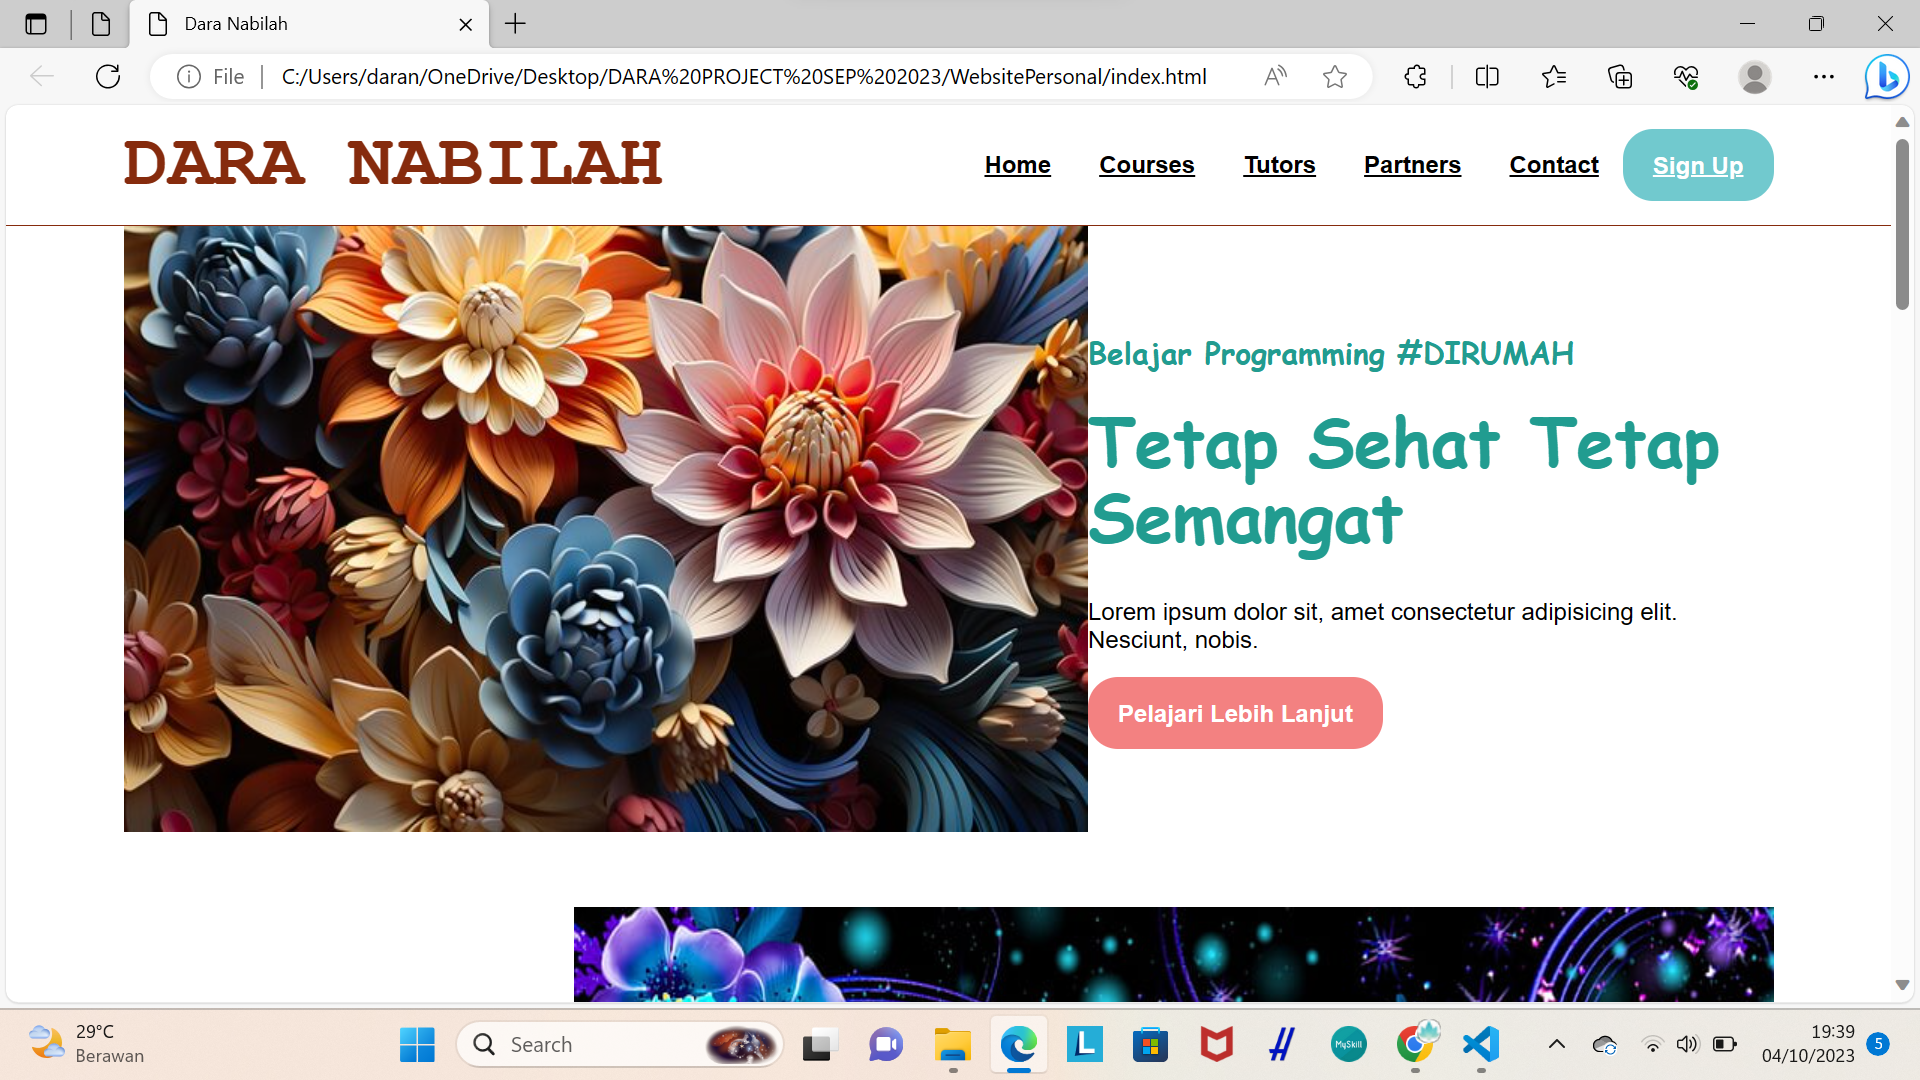 Dara Nabilah
File
C:/Users/daran/OneDrive/Desktop/DARA%20PROJECT%20SEP%202023/WebsitePersonal/index.html
DARA NABILAH
Home
Courses
Tutors
Partners
Contact
Sign Up
Belajar Programming #DIRUMAH
Tetap Sehat Tetap
Semangat
Lorem ipsum dolor sit, amet consectetur adipisicing elit.
Nesciunt, nobis.
Pelajari Lebih Lanjut
29°C
Berawan
Search
MySkill
19:39
04/10/2023
5